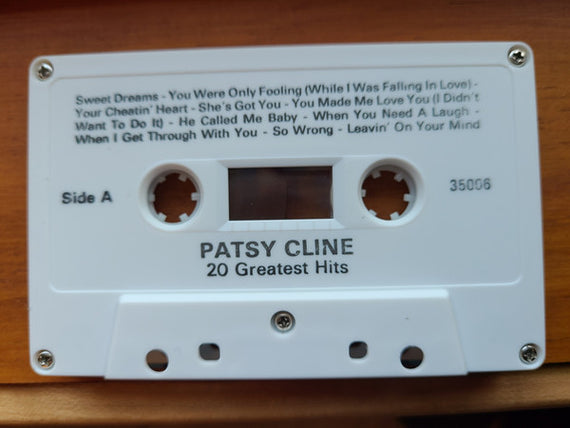 Sweet Dreams - You Were Only Fooling (While I Was Falling In Love) -
Your Cheatin' Heart - She's Got You - You Made Me Love You (I Didn't
Want To Do It) - He Called Me Baby - When You Need A Laugh -
When I Get Through With You - So Wrong - Leavin' On Your Mind
Side A
35006
PATSY CLINE
20 Greatest Hits